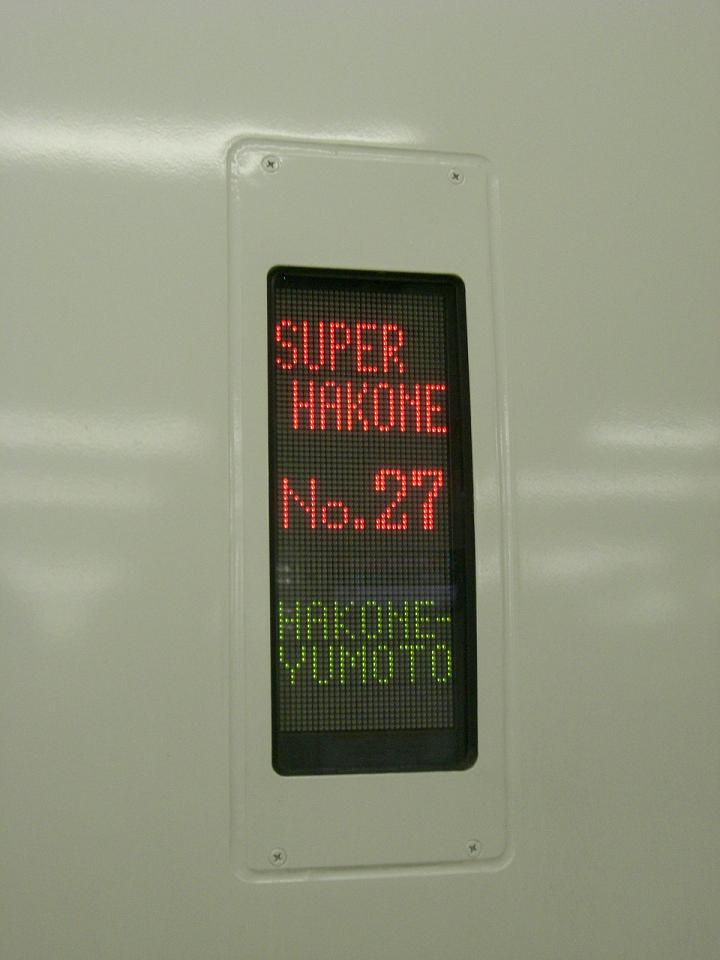 SUPER
HAKONE
No.27
HAKONE-
YUMOTO